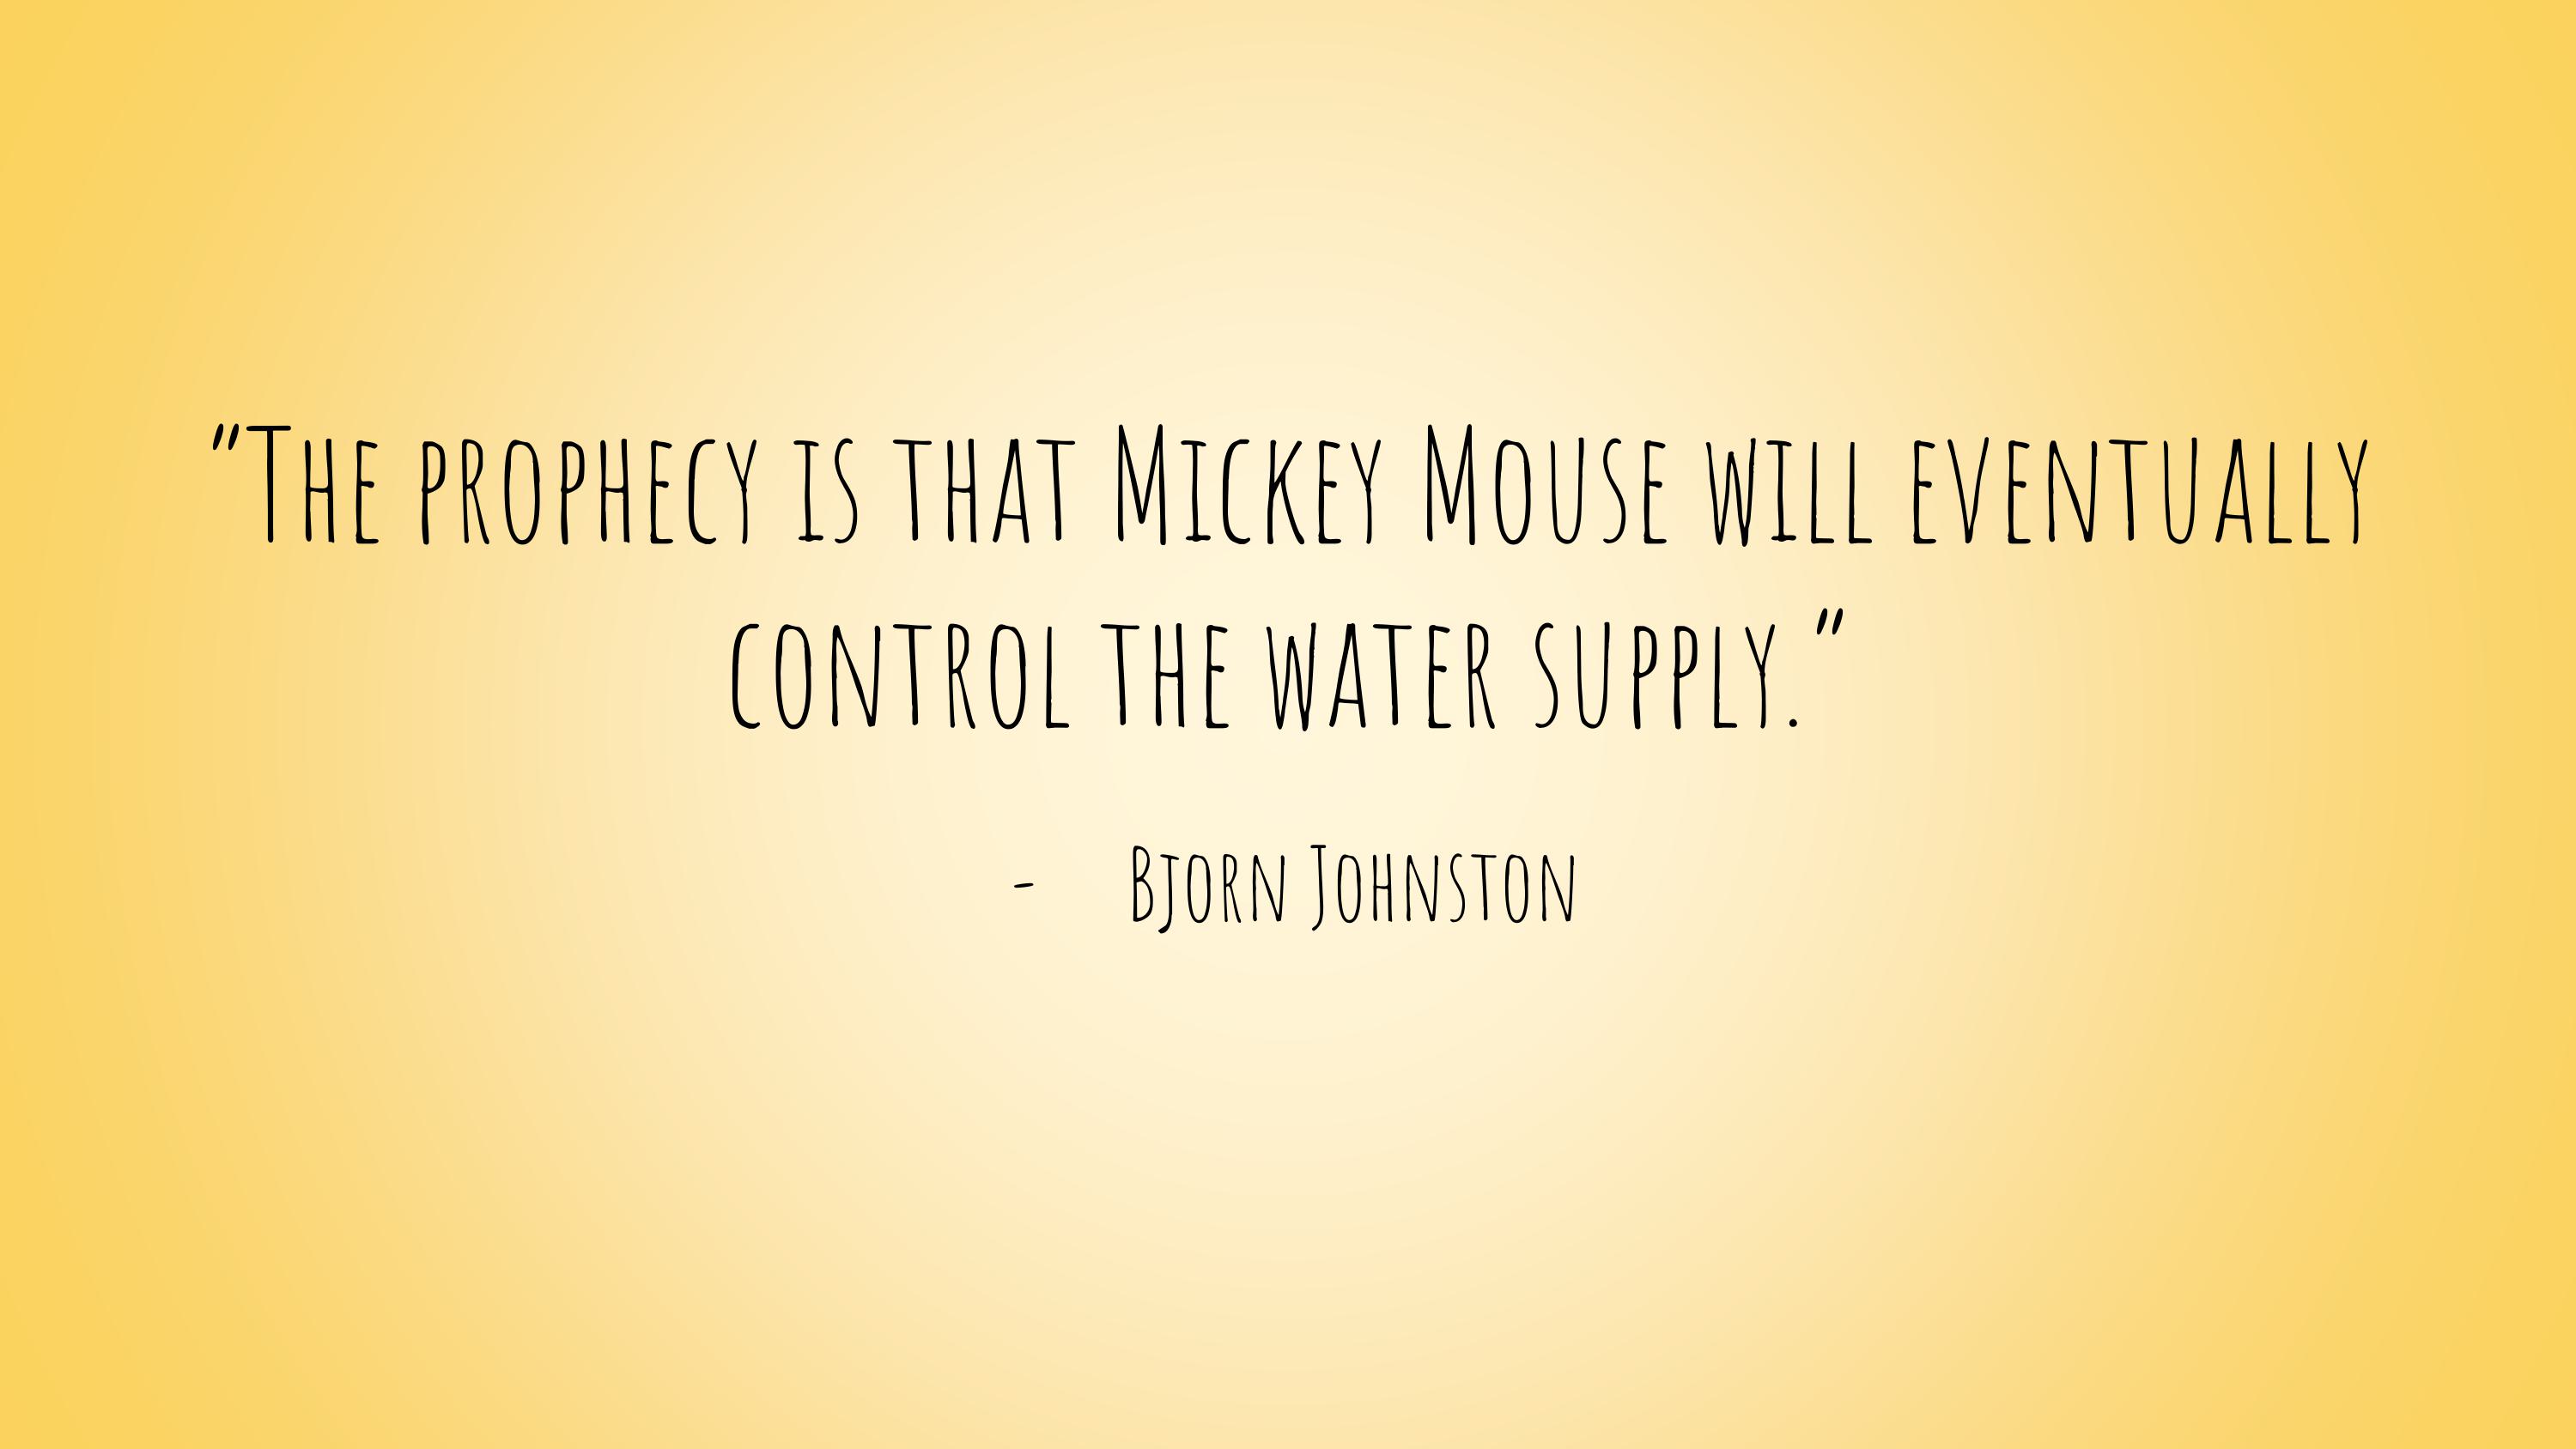 "The prophecy is that Mickey Mouse will eventually
control the water supply."
- Bjorn Johnston